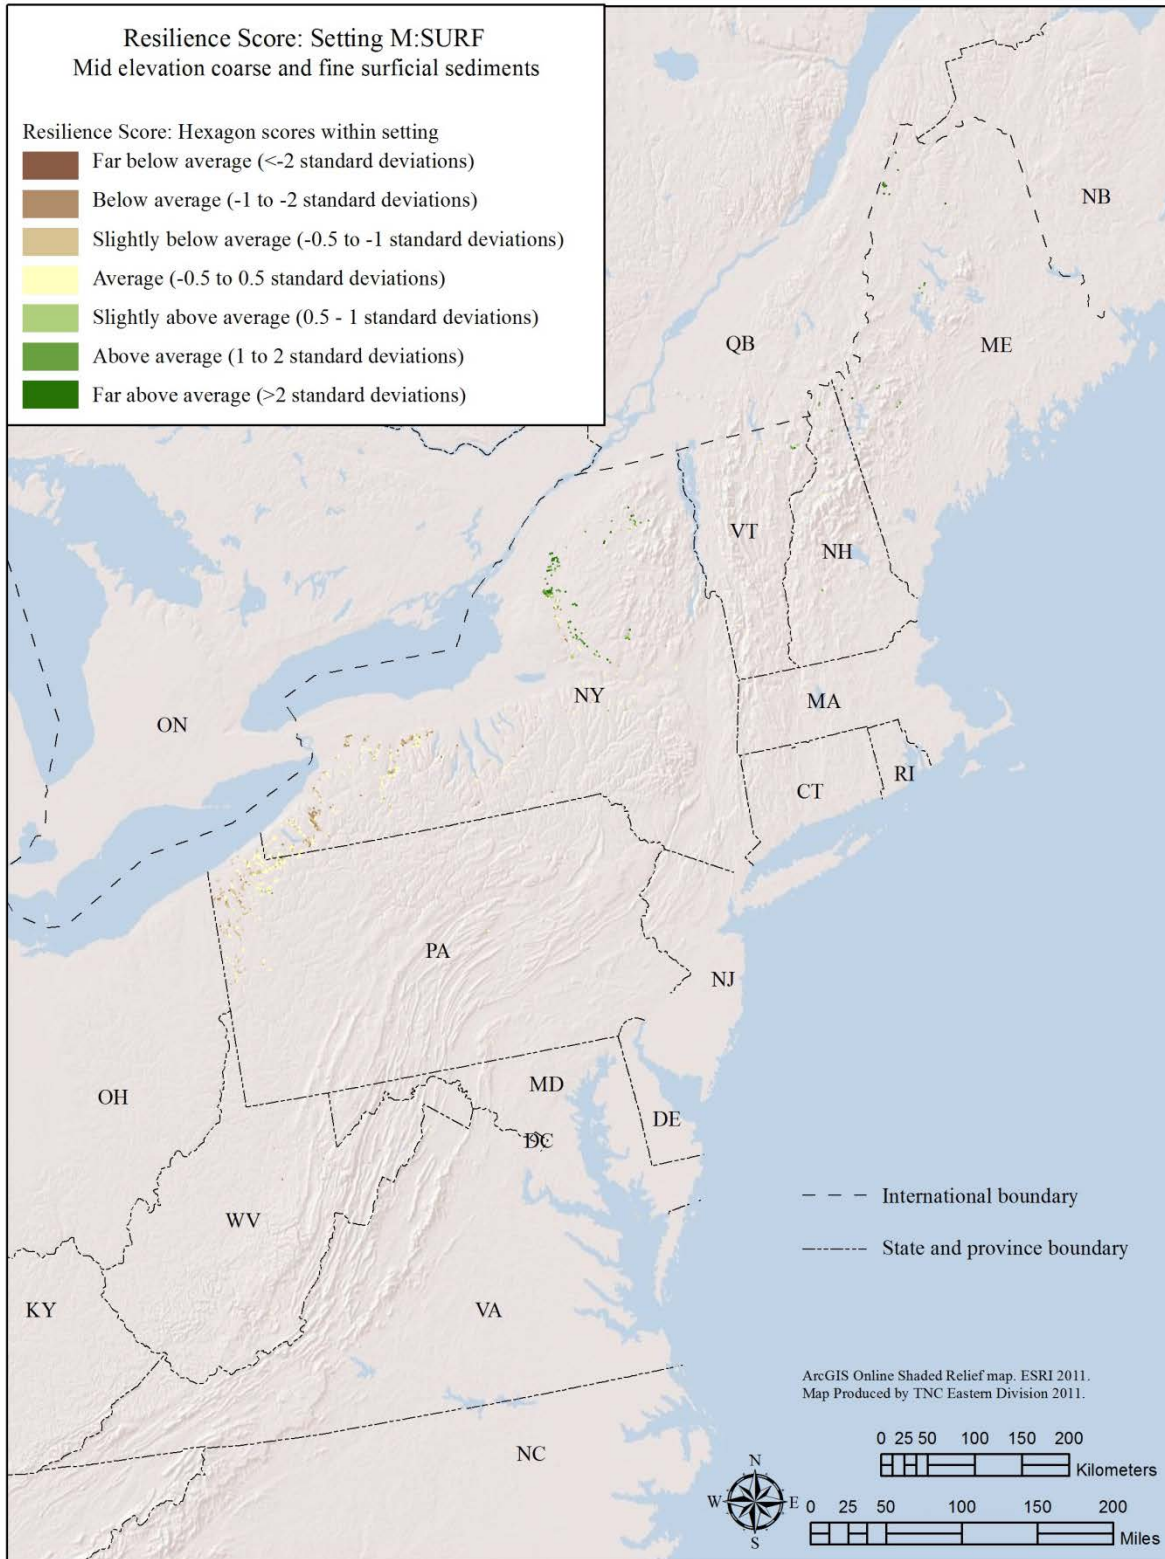 Resilience Score: Setting M:SURF
Mid elevation coarse and fine surficial sediments
Resilience Score: Hexagon scores within setting
Far below average (<-2 standard deviations)
Below average (-1 to -2 standard deviations)
Slightly below average (-0.5 to -1 standard deviations)
Average (-0.5 to 0.5 standard deviations)
Slightly above average (0.5 - 1 standard deviations)
Above average (1 to 2 standard deviations)
Far above average (>2 standard deviations)
NB
QB
ME
VT
NH
NY
MA
ON
RI
CT
PA
NJ
MD
OH
DE
DC
International boundary
WV
State and province boundary
KY
VA
ArcGIS Online Shaded Relief map. ESRI 2011.
Map Produced by TNC Eastern Division 2011.
NC
0 25 50 100 150 200
Kilometers
N
W E
S
0 25 50 100 150 200
Miles